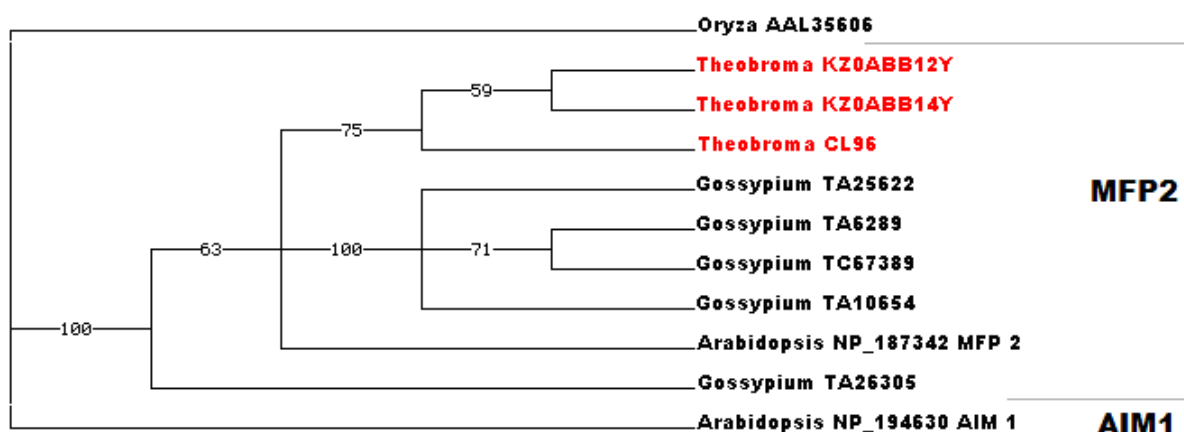 Oryza AAL35606
Theobroma KZ0ABB12Y
59
Theobroma KZ0ABB14Y
75
Theobroma CL96
Gossypium TA25622
MFP2
Gossypium TA6289
63
100
71
Gossypium TC67389
Gossypium TA10654
100
Arabidopsis NP_187342 MFP 2
Gossypium TA26305
Arabidopsis NP_194630 AIM 1
AIM1